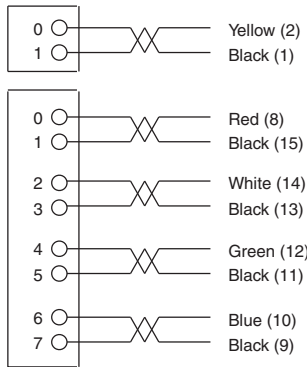 0 Yellow (2)
1 Black (1)
0 Red (8)
1 Black (15)
2 White (14)
3 Black (13)
4 Green (12)
5 Black (11)
6 Blue (10)
7 Black (9)